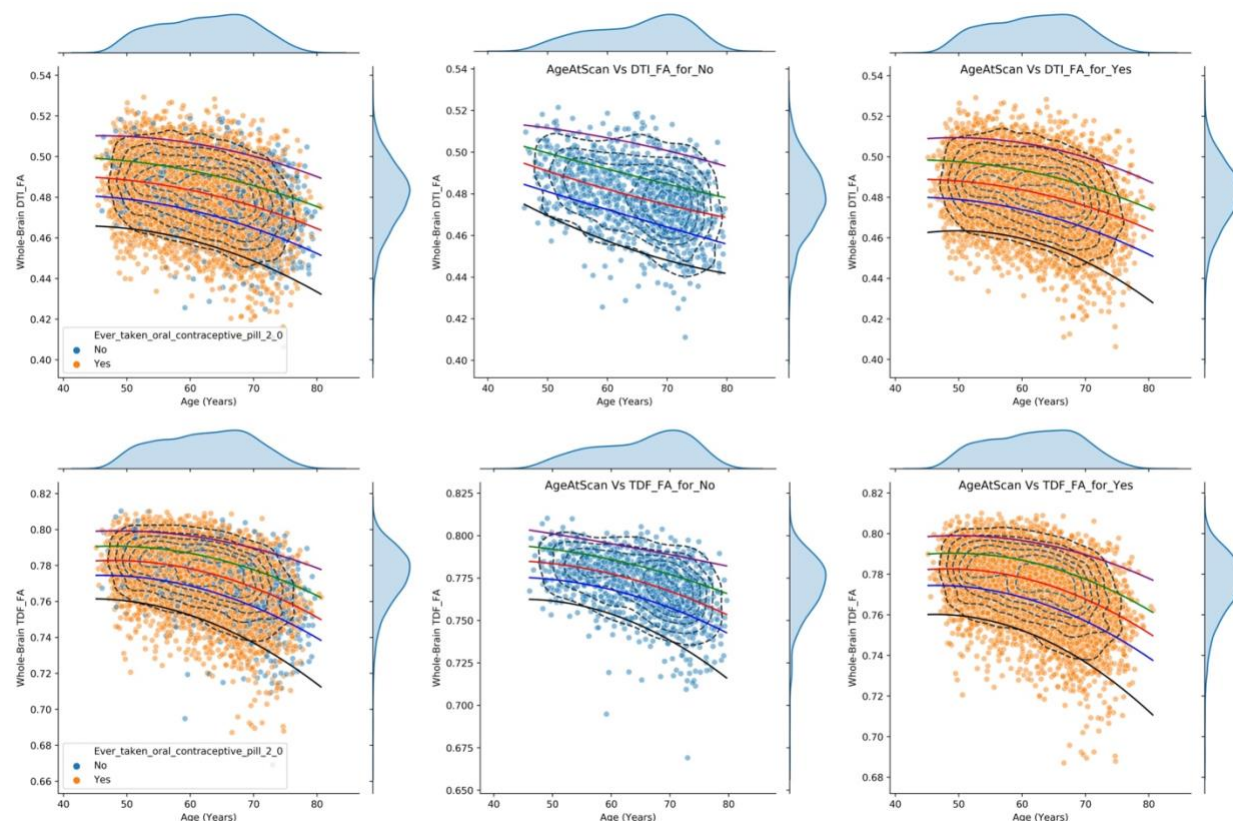 AgeAtScan Vs DTI_FA_for_No
AgeAtScan Vs DTI_FA_for_Yes
Whole-Brain DTI_FA
0.54
0.52
0.50
0.48
0.46
0.44
0.42
0.40
Ever_taken_oral_contraceptive_pill_2_0
No
Yes
40 50 60 70 80
Age (Years)
Whole-Brain DTI_FA
0.54
0.52
0.50
0.48
0.46
0.44
0.42
0.40
40 50 60 70 80
Age (Years)
Whole-Brain DTI_FA
0.54
0.52
0.50
0.48
0.46
0.44
0.42
0.40
40 50 60 70 80
Age (Years)
AgeAtScan Vs TDF_FA_for_No
AgeAtScan Vs TDF_FA_for_Yes
Whole-Brain TDF_FA
0.82
0.80
0.78
0.76
0.74
0.72
0.70
0.68
0.66
Ever_taken_oral_contraceptive_pill_2_0
No
Yes
40 50 60 70 80
Age (Years)
Whole-Brain TDF_FA
0.825
0.800
0.775
0.750
0.725
0.700
0.675
0.650
40 50 60 70 80
Age (Years)
Whole-Brain TDF_FA
0.82
0.80
0.78
0.76
0.74
0.72
0.70
0.68
40 50 60 70 80
Age (Years)